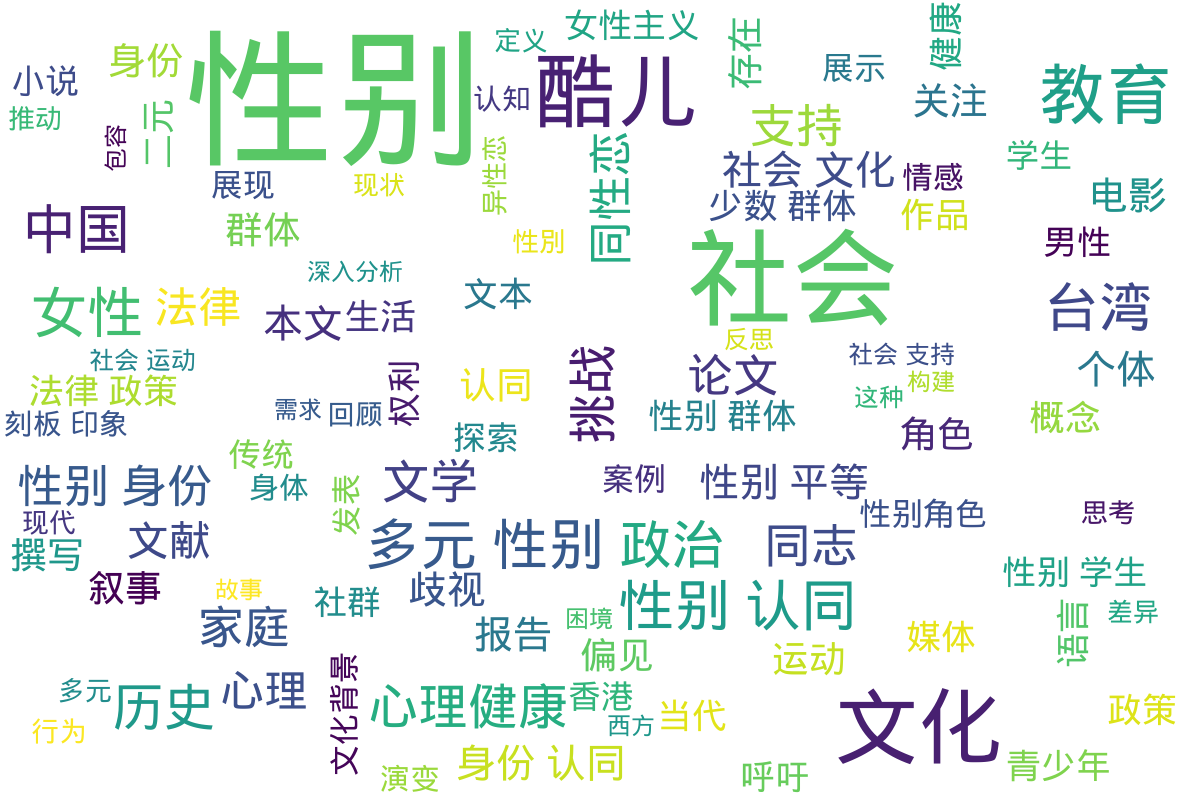 女性主义
定义
身份
性别
酷儿
存在
健康
小说
展示
教育
认知
关注
推动
二元
支持
包容
同性恋
异性恋
学生
社会 文化
情感
展现
现状
电影
少数 群体
作品
中国
群体
性別
男性
社会
深入分析
女性
法律
文本
台湾
本文
生活
反思
社会 运动
社会 支持
论文
个体
挑战
权利
认同
构建
法律 政策
这种
需求
回顾
性别 群体
概念
刻板 印象
探索
角色
传统
性别 身份
身体
文学
案例
性别 平等
发表
现代
性别角色
思考
文献
多元 性别
政治
同志
撰写
叙事
故事
歧视
性别 学生
社群
性别 认同
困境
语言
差异
家庭
报告
偏见
运动
媒体
多元
历史
心理
文化背景
心理健康
香港
西方
当代
文化
政策
行为
演变
身份 认同
呼吁
青少年